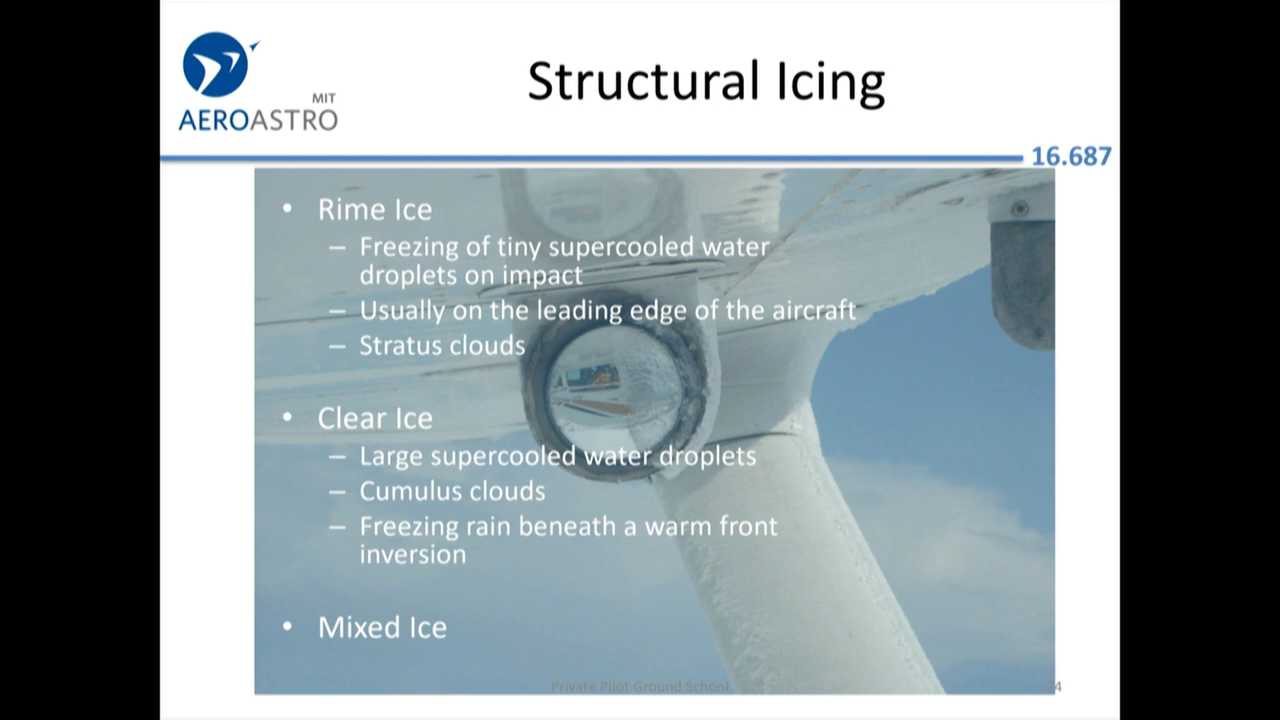 MIT
AEROASTRO
Structural Icing
16.687
• Rime Ice
– Freezing of tiny supercooled water
droplets on impact
– Usually on the leading edge of the aircraft
– Stratus clouds
• Clear Ice
– Large supercooled water droplets
– Cumulus clouds
– Freezing rain beneath a warm front
inversion
• Mixed Ice
Private Pilot Ground School